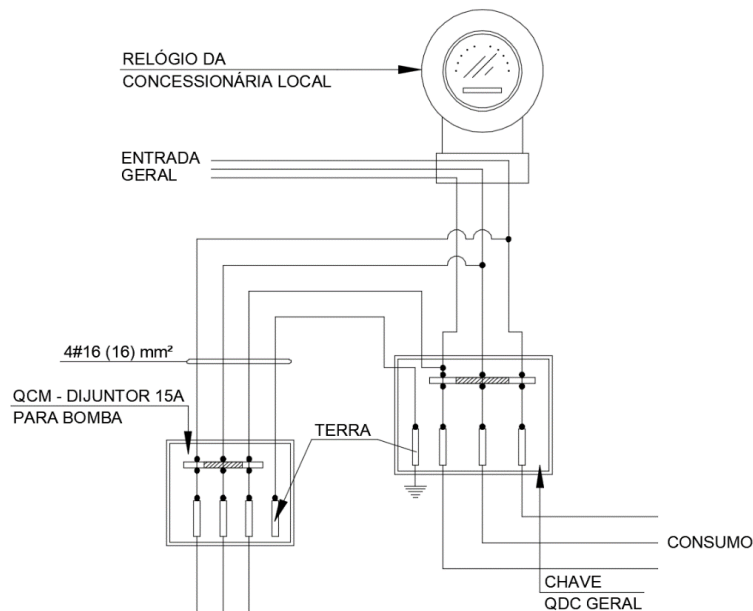 RELÓGIO DA
CONCESSIONÁRIA LOCAL
ENTRADA
GERAL
4#16 (16) mm²
QCM - DIJUNTOR 15A
PARA BOMBA
TERRA
CONSUMO
CHAVE
QDC GERAL